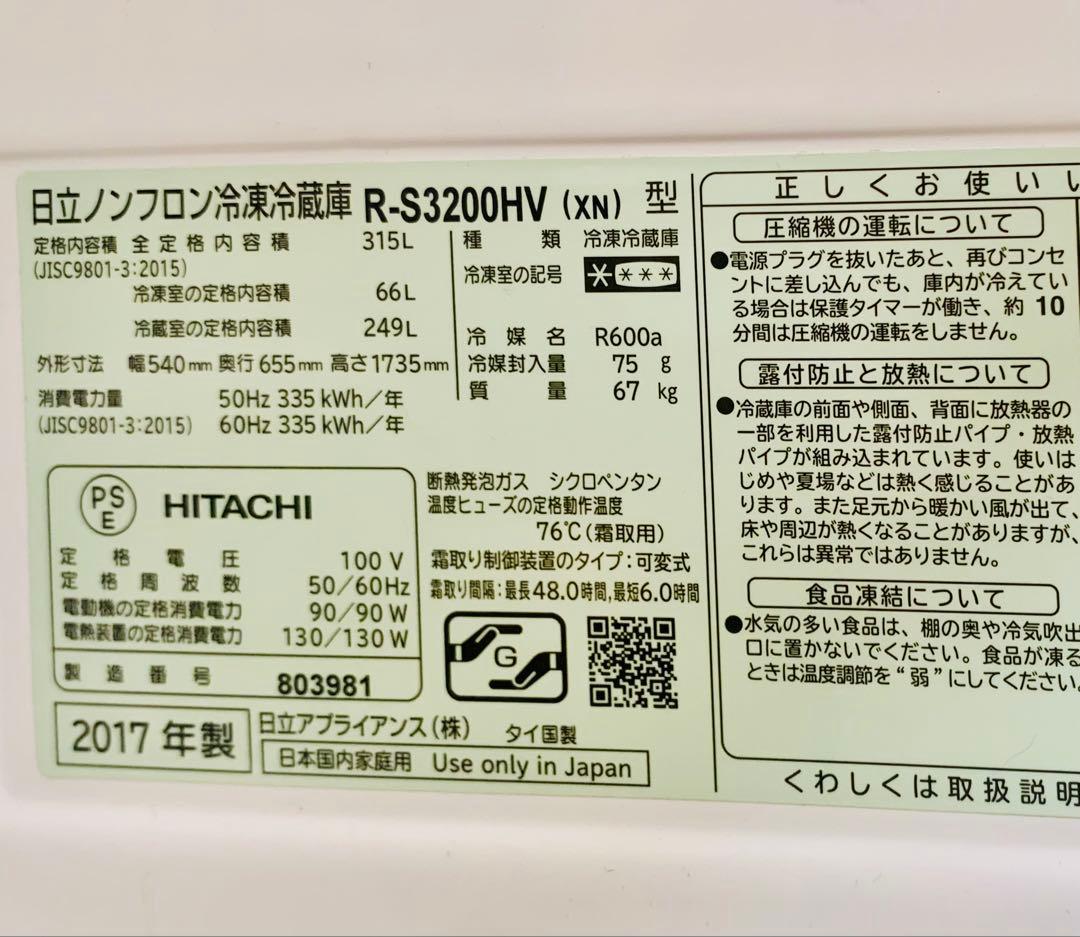 日立ノンフロン冷凍冷蔵庫 R-S3200HV (XN) 型
定格内容積 全定格内容積 315L
(JISC9801-3:2015)
冷凍室の定格内容積 66L
冷蔵室の定格内容積 249L
外形寸法 幅540mm 奥行655mm 高さ1735mm
消費電力量 50Hz 335kWh/年
(JISC9801-3:2015) 60Hz 335kWh/年
種類 冷凍冷蔵庫
冷凍室の記号 ****
冷媒名 R600a
冷媒封入量 75 g
質量 67 kg
PS
E
HITACHI
定格電圧 100 V
定格周波数 50/60Hz
電動機の定格消費電力 90/90W
電熱装置の定格消費電力 130/130W
製造番号 803981
断熱発泡ガス シクロペンタン
温度ヒューズの定格動作温度
76℃(霜取用)
霜取り制御装置のタイプ:可変式
霜取り間隔:最長48.0時間,最短6.0時間
G
2017年製
日立アプライアンス(株) タイ国製
日本国内家庭用 Use only in Japan
正しくお使いい
圧縮機の運転について
●電源プラグを抜いたあと、再びコンセ
ントに差し込んでも、庫内が冷えてい
る場合は保護タイマーが働き、約10
分間は圧縮機の運転をしません。
露付防止と放熱について
●冷蔵庫の前面や側面、背面に放熱器の
一部を利用した露付防止パイプ・放熱
パイプが組み込まれています。使いは
じめや夏場などは熱く感じることがあ
ります。また足元から暖かい風が出て、
床や周辺が熱くなることがありますが、
これらは異常ではありません。
食品凍結について
●水気の多い食品は、棚の奥や冷気吹出
口に置かないでください。食品が凍る
ときは温度調節を“弱”にしてください。
くわしくは取扱説明